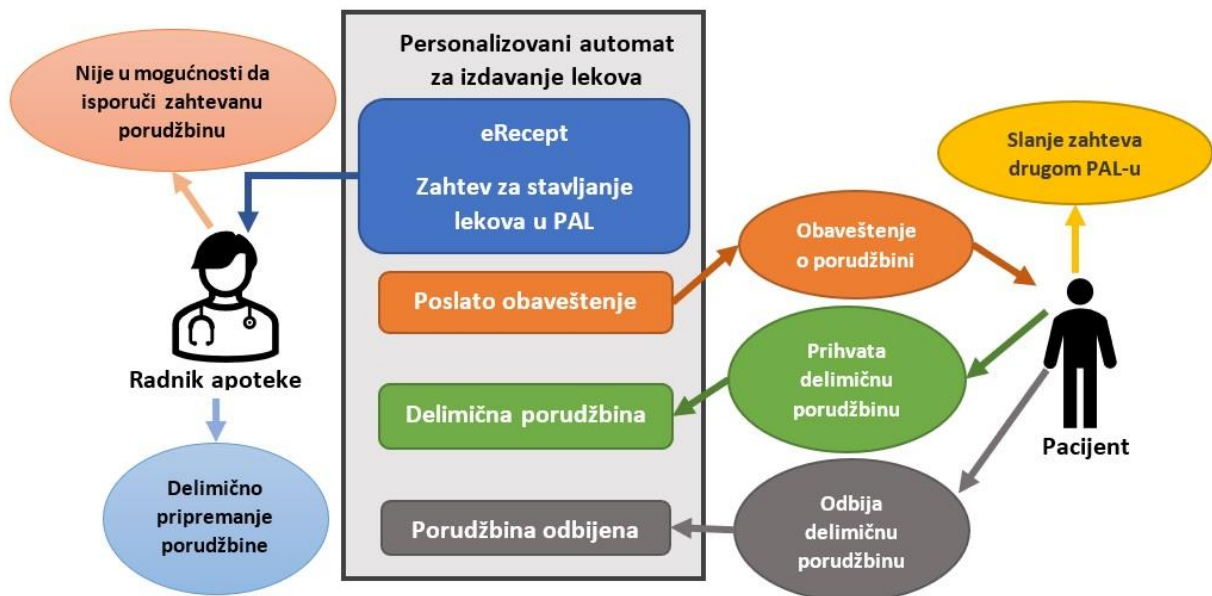 Nije u mogućnosti da
isporuči zahtevanu
porudžbinu
Radnik apoteke
Delimično
pripremanje
porudžbine
Personalizovani automat
za izdavanje lekova
eRecept
Zahtev za stavljanje
lekova u PAL
Poslato obaveštenje
Delimična porudžbina
Porudžbina odbijena
Obaveštenje
o porudžbini
Prihvata
delimičnu
porudžbinu
Odbija
delimičnu
porudžbinu
Slanje zahteva
drugom PAL-u
Pacijent